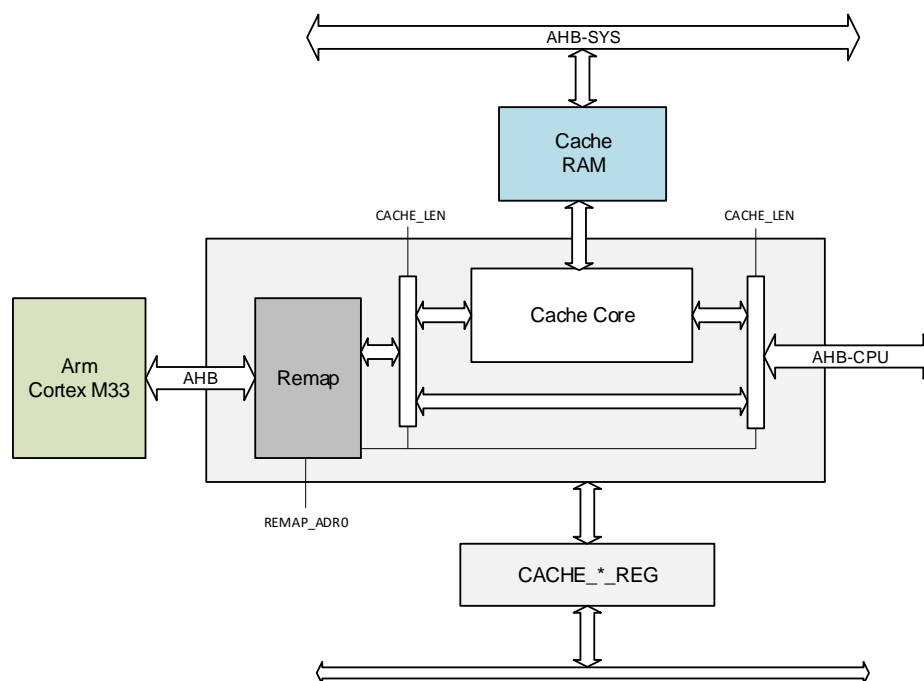 AHB-SYS
Cache
RAM
CACHE_LEN
CACHE_LEN
Cache Core
Arm
Cortex M33
AHB
Remap
AHB-CPU
REMAP_ADR0
CACHE_*_REG